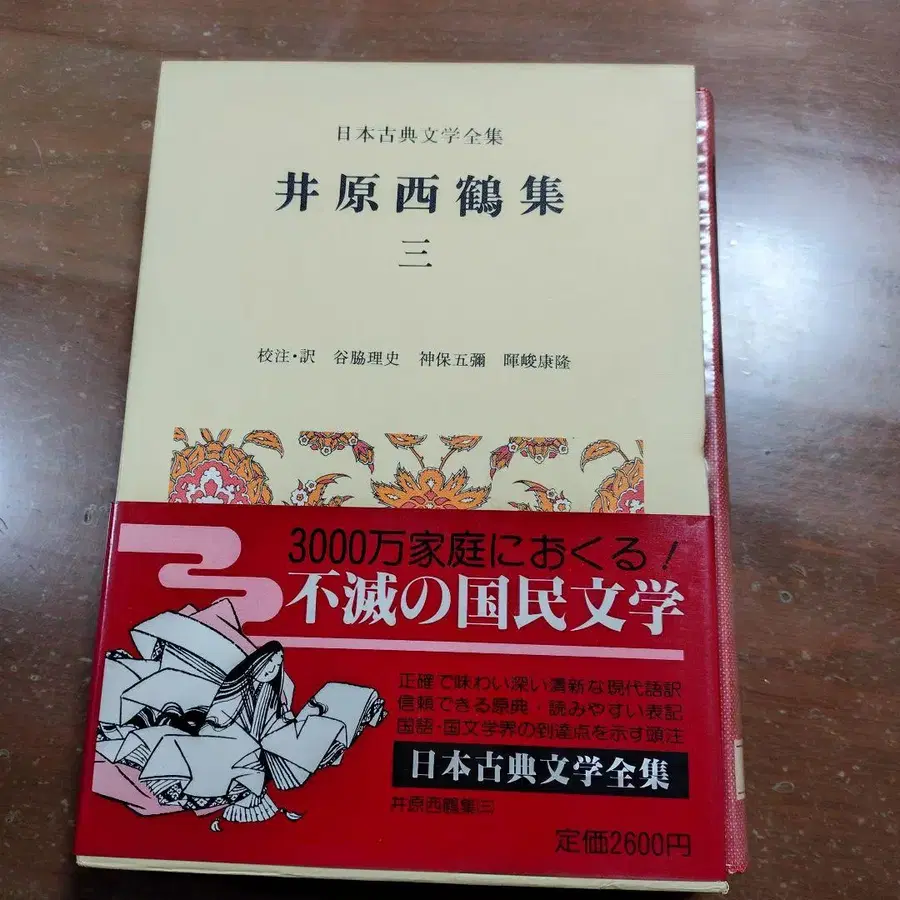 日本古典文学全集
井原西鶴集
三
校注・訳 谷脇理史 神保五彌 暉峻康隆
3000万家庭におくる!
不滅の国民文学
正確で味わい深い清新な現代語訳
信頼できる原典・読みやすい表記
国語・国文学界の到達点を示す頭注
日本古典文学全集
井原西鶴集三
定価2600円